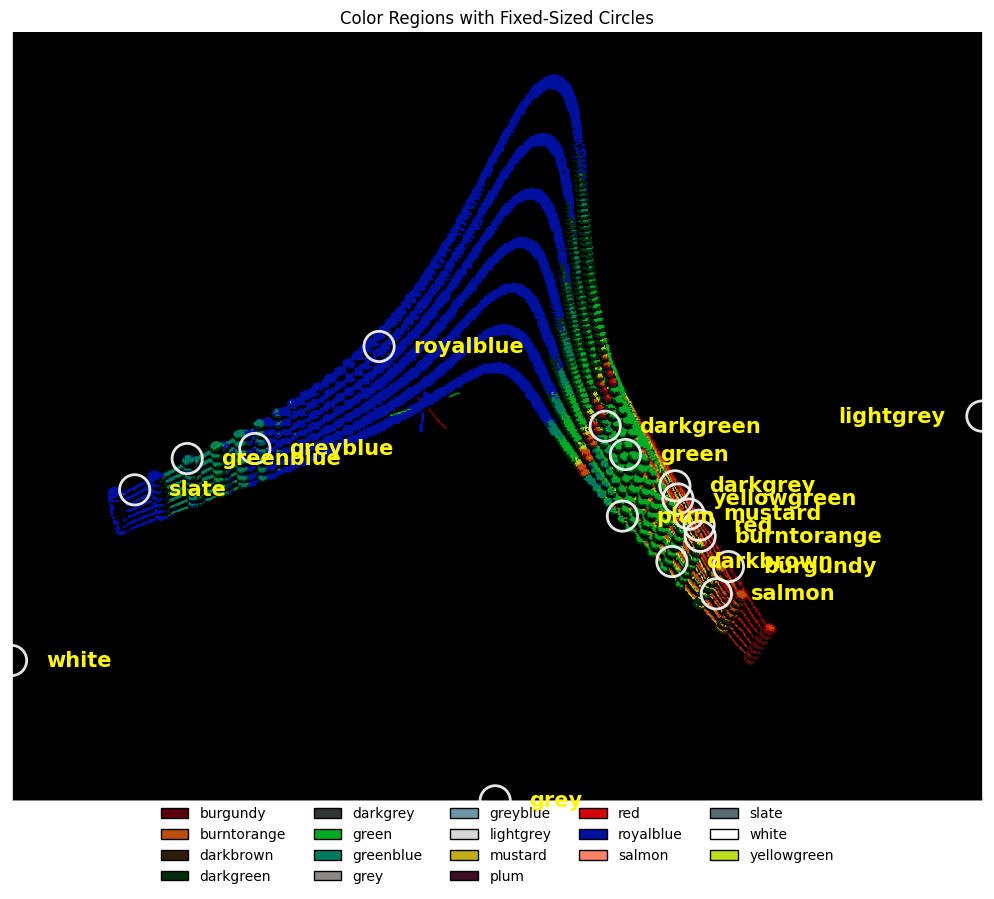 Color Regions with Fixed-Sized Circles
royalblue
lightgrey
darkgreen
greyblue
green
greenblue
darkgrey
slate
yellowgreen
mustard
plum
red
burntorange
darkbrown
burgundy
salmon
white
grey
burgundy darkgrey greyblue red slate
burntorange green lightgrey royalblue white
darkbrown greenblue mustard salmon yellowgreen
darkgreen grey plum